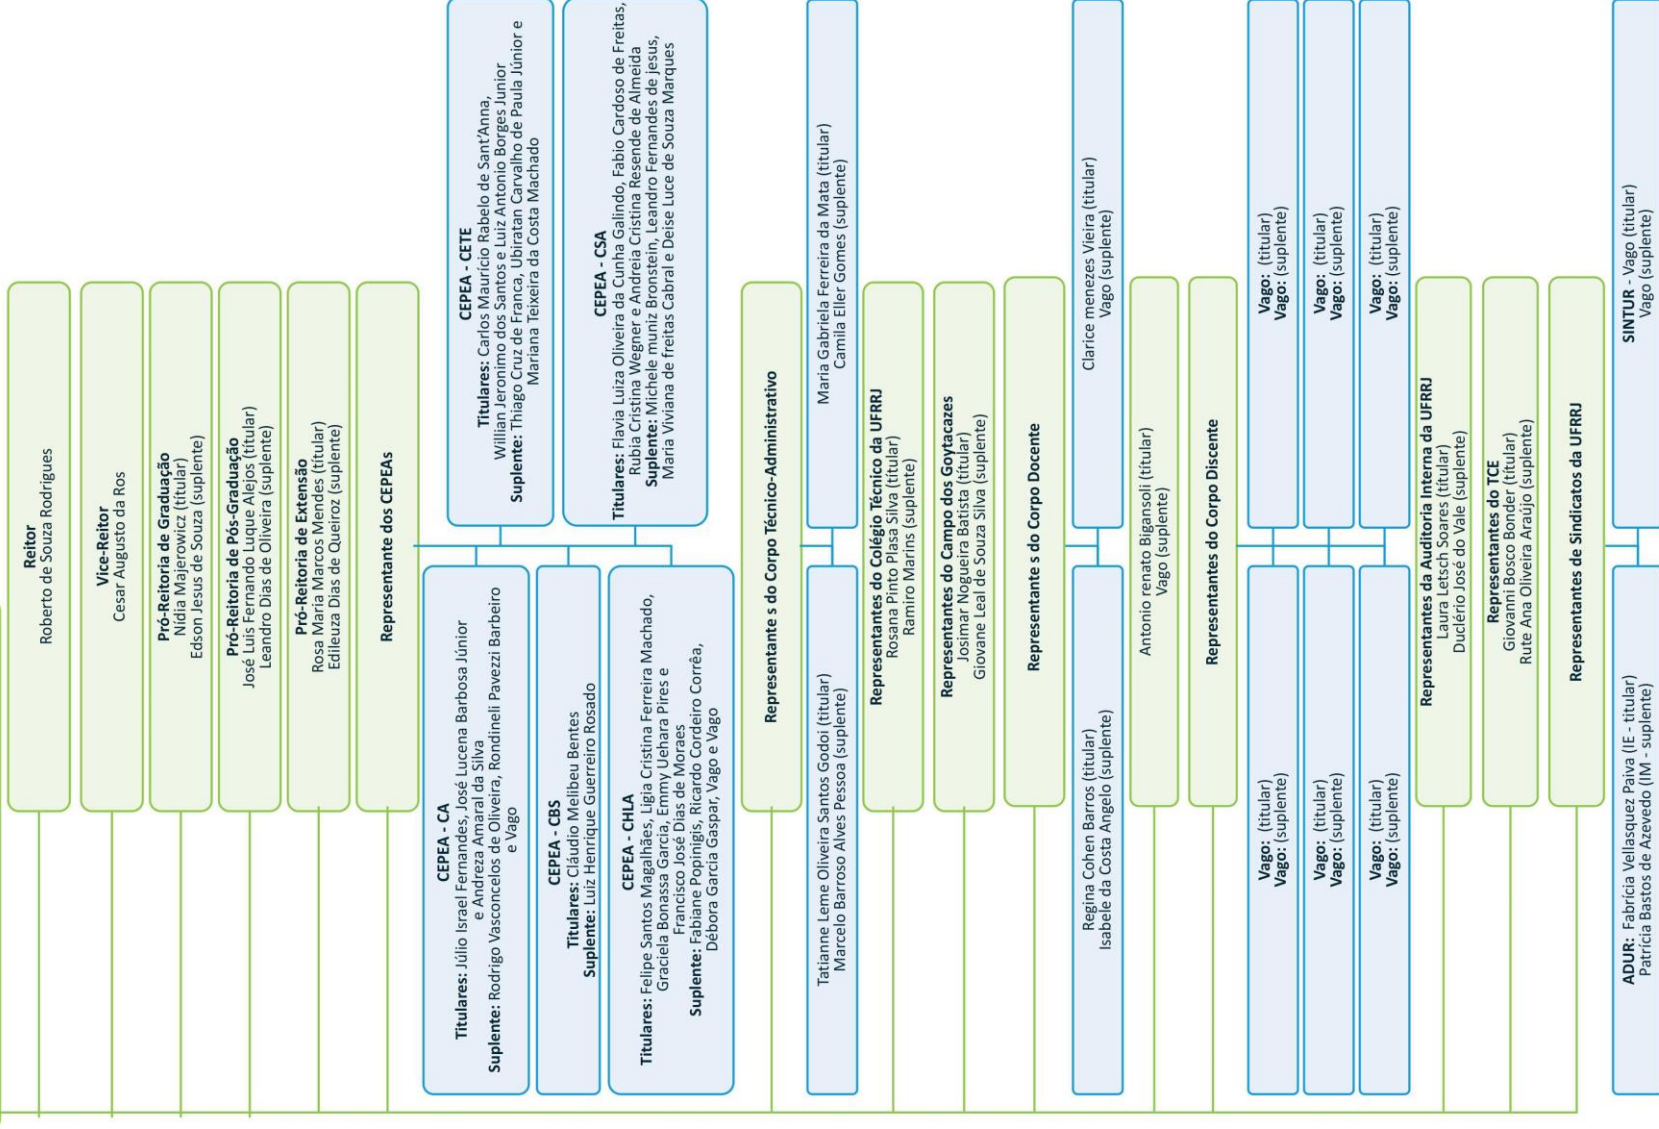 Reitor
Roberto de Souza Rodrigues
Vice-Reitor
Cesar Augusto da Ros
Pró-Reitoria de Graduação
Nídia Majerowicz (títular)
Edson Jesus de Souza (suplente)
Pró-Reitoria de Pós-Graduação
José Luis Fernando Luque Alejos (títular)
Leandro Dias de Oliveira (suplente)
Pró-Reitoria de Extensão
Rosa Maria Marcos Mendes (títular)
Edileuza Dias de Queiroz (suplente)
Representante dos CEPEAs
CEPEA - CA
Titulares: Júlio Israel Fernandes, José Lucena Barbosa Júnior
e Andreza Amaral da Silva
Suplente: Rodrigo Vasconcelos de Oliveira, Rondineli Pavezzi Barbeiro
e Vago
CEPEA - CETE
Titulares: Carlos Maurício Rabelo de Sant'Anna,
Willian Jeronimo dos Santos e Luiz Antonio Borges Junior
Suplente: Thiago Cruz de Franca, Ubiratan Carvalho de Paula Júnior e
Mariana Teixeira da Costa Machado
CEPEA - CBS
Titulares: Cláudio Melibeu Bentes
Suplente: Luiz Henrique Guerreiro Rosado
CEPEA - CSA
Titulares: Flavia Luiza Oliveira da Cunha Galindo, Fabio Cardoso de Freitas,
Rubia Cristina Wegner e Andreia Cristina Resende de Almeida
Suplente: Michele muniz Bronstein, Leandro Fernandes de jesus,
Maria Viviana de freitas Cabral e Deise Luce de Souza Marques
CEPEA - CHLA
Titulares: Felipe Santos Magalhães, Ligia Cristina Ferreira Machado,
Graciela Bonassa Garcia, Emmy Uehara Pires e
Francisco José Dias de Moraes
Suplente: Fabiane Popinigis, Ricardo Cordeiro Corrêa,
Débora Garcia Gaspar, Vago e Vago
Representante s do Corpo Técnico-Administrativo
Tatianne Leme Oliveira Santos Godoi (titular)
Marcelo Barroso Alves Pessoa (suplente)
Maria Gabriela Ferreira da Mata (titular)
Camila Eller Gomes (suplente)
Representantes do Colégio Técnico da UFRRJ
Rosana Pinto Plasa Silva (títular)
Ramiro Marins (suplente)
Representantes do Campo dos Goytacazes
Josimar Nogueira Batista (títular)
Giovane Leal de Souza Silva (suplente)
Representante s do Corpo Docente
Regina Cohen Barros (titular)
Isabele da Costa Angelo (suplente)
Clarice menezes Vieira (titular)
Vago (suplente)
Antonio renato Bigansoli (títular)
Vago (suplente)
Representantes do Corpo Discente
Vago: (titular)
Vago: (suplente)
Vago: (titular)
Vago: (suplente)
Vago: (titular)
Vago: (suplente)
Vago: (titular)
Vago: (suplente)
Vago: (titular)
Vago: (suplente)
Vago: (titular)
Vago: (suplente)
Representantes da Auditoria Interna da UFRRJ
Laura Letsch Soares (títular)
Duclério José do Vale (suplente)
Representantes do TCE
Giovanni Bosco Bonder (títular)
Rute Ana Oliveira Araújo (suplente)
Representantes de Sindicatos da UFRRJ
ADUR: Fabrícia Vellasquez Paiva (IE - titular)
Patrícia Bastos de Azevedo (IM - suplente)
SINTUR - Vago (titular)
Vago (suplente)